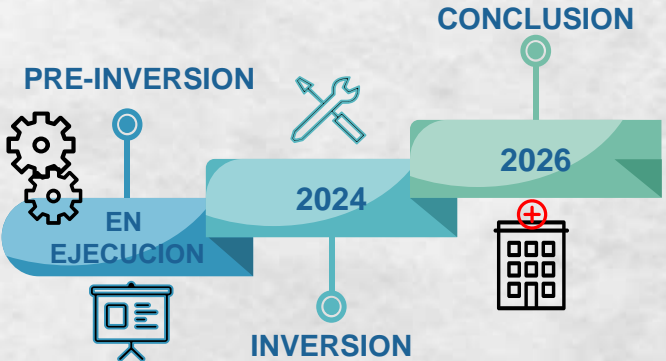 PRE-INVERSION
EN
EJECUCION
2024
INVERSION
CONCLUSION
2026